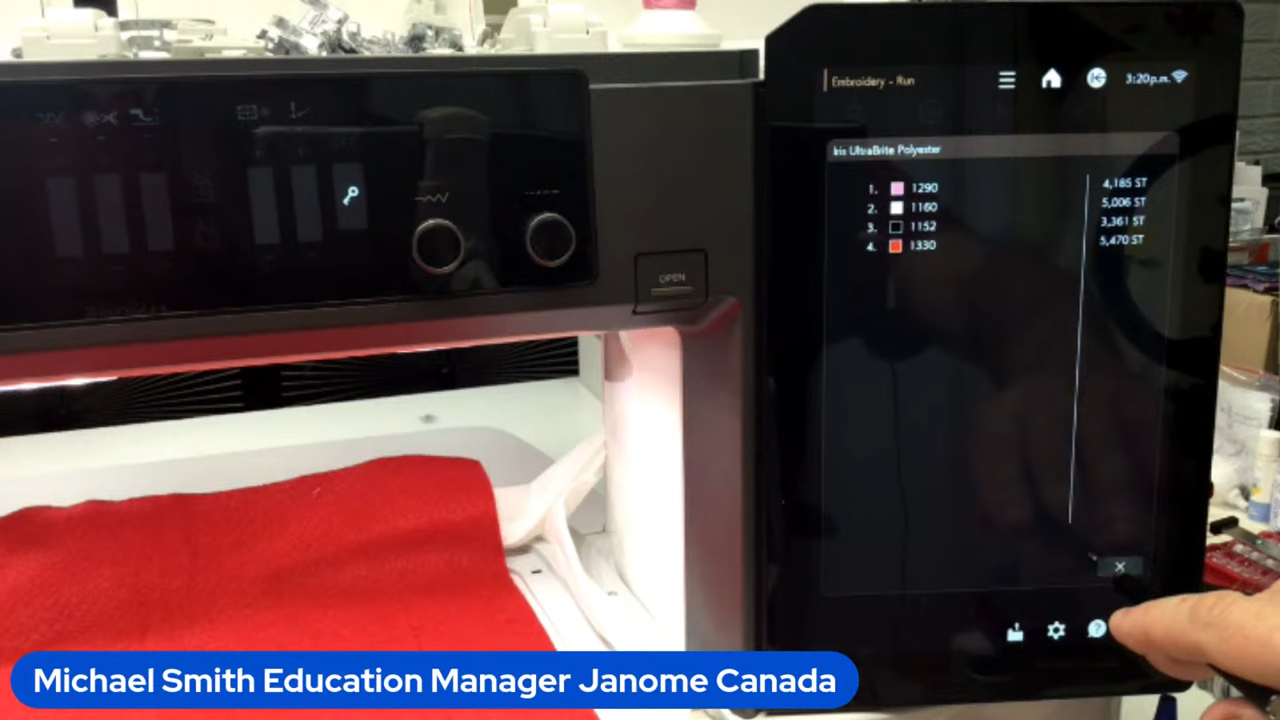 Embroidery - Run
3:20 p.m.
Iris UltraBrite Polyester
1. 1290 4,185 ST
2. 1160 5,006 ST
3. 1152 3,361 ST
4. 1330 5,470 ST
OPEN
Michael Smith Education Manager Janome Canada